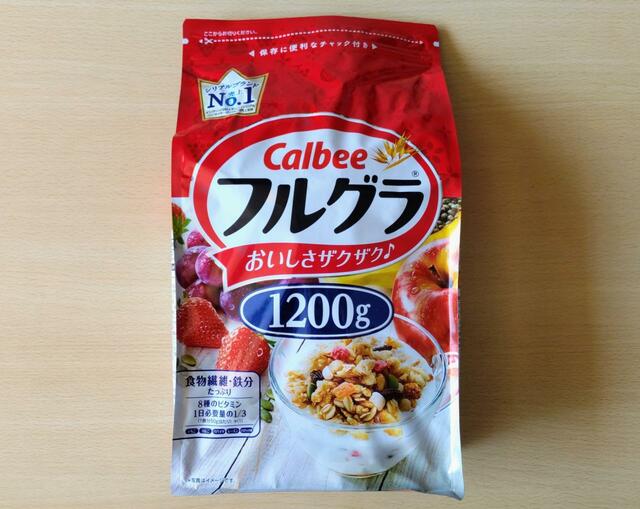 ここからお切りください。
◀ 保存に便利なチャック付き ▶
シリアルブランド
売上
No.1
Calbee
フルグラ®
おいしさザクザク♪
1200g
食物繊維・鉄分
たっぷり
8種のビタミン
1日必要量の1/3
※写真はイメージです。